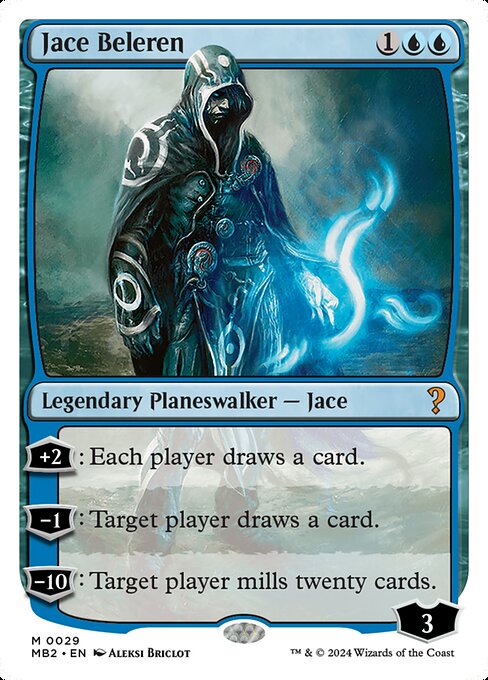 Jace Beleren 1
Legendary Planeswalker — Jace
+2 : Each player draws a card.
−1 : Target player draws a card.
−10 : Target player mills twenty cards.
3
M 0029
MB2 • EN Aleksi Briclot ™ & © 2024 Wizards of the Coast